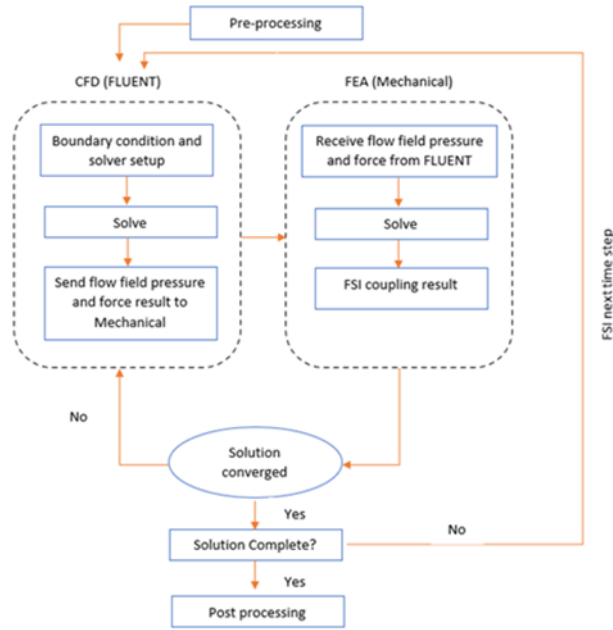 Pre-processing
CFD (FLUENT)
FEA (Mechanical)
Boundary condition and
solver setup
Solve
Send flow field pressure
and force result to
Mechanical
Receive flow field pressure
and force from FLUENT
Solve
FSI coupling result
FSI next time step
No
Solution
converged
Yes
Solution Complete?
No
Yes
Post processing